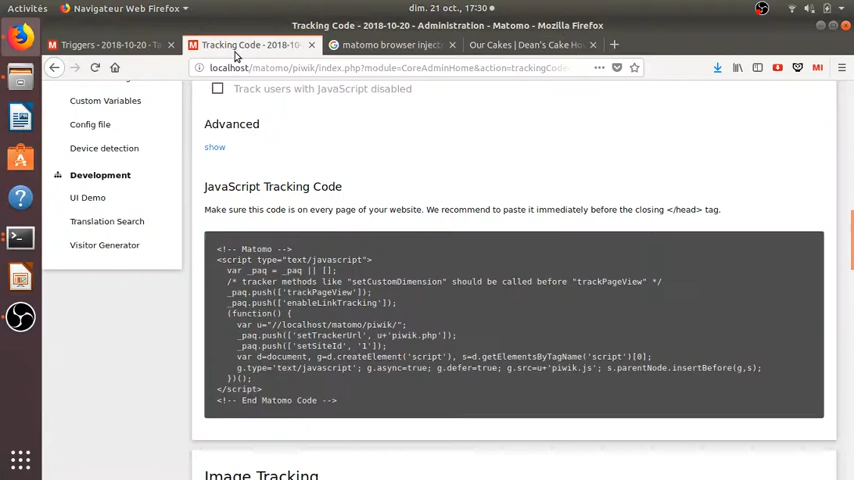 Activités
Navigateur Web Firefox
dim. 21 oct., 17:30
Tracking Code - 2018-10-20 - Administration - Matomo - Mozilla Firefox
Triggers - 2018-10-20 - Ta
Tracking Code - 2018-10-
matomo browser inject
Our Cakes | Dean's Cake Ho
localhost/matomo/piwik/index.php?module=CoreAdminHome&action=trackingCode
Custom Variables
Config file
Device detection
Development
UI Demo
Translation Search
Visitor Generator
Track users with JavaScript disabled
Advanced
show
JavaScript Tracking Code
Make sure this code is on every page of your website. We recommend to paste it immediately before the closing </head> tag.
<!-- Matomo -->
<script type="text/javascript">
var _paq = _paq || [];
/* tracker methods like "setCustomDimension" should be called before "trackPageView" */
_paq.push(['trackPageView']);
_paq.push(['enableLinkTracking']);
(function() {
var u="//localhost/matomo/piwik/";
_paq.push(['setTrackerUrl', u+'piwik.php']);
_paq.push(['setSiteId', '1']);
var d=document, g=d.createElement('script'), s=d.getElementsByTagName('script')[0];
g.type='text/javascript'; g.async=true; g.defer=true; g.src=u+'piwik.js'; s.parentNode.insertBefore(g,s);
})();
</script>
<!-- End Matomo Code -->
Image Tracking